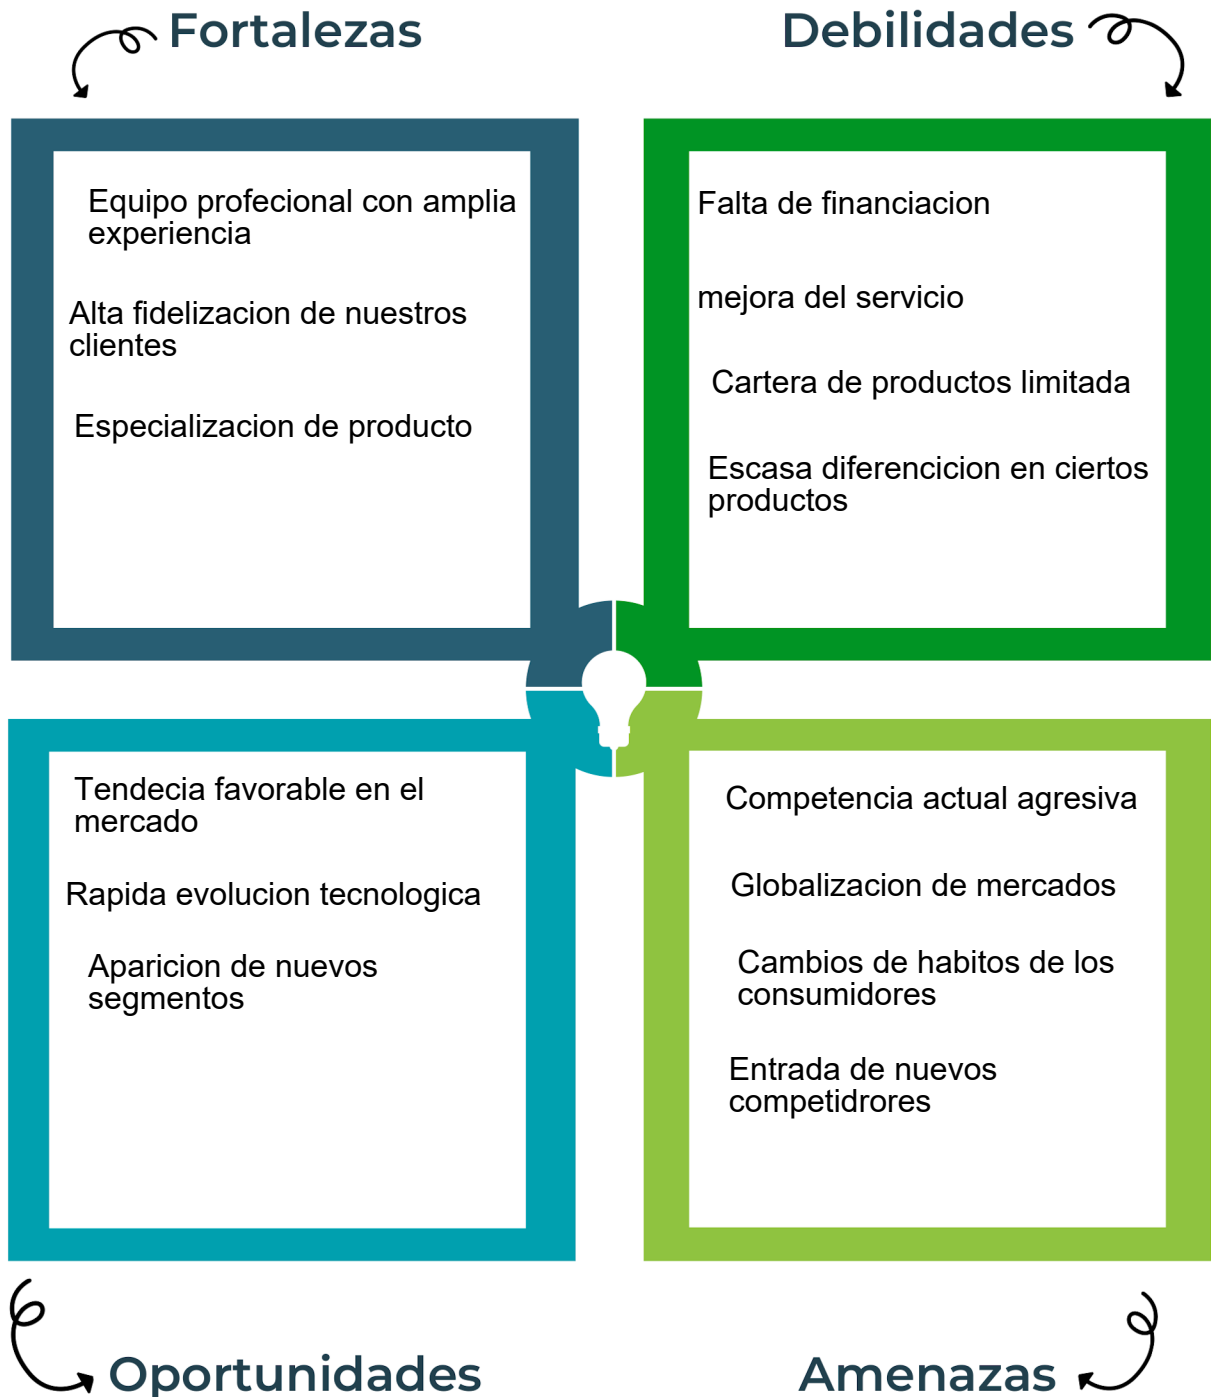 Fortalezas
Equipo profecional con amplia
experiencia
Alta fidelizacion de nuestros
clientes
Especializacion de producto
Debilidades
Falta de financiacion
mejora del servicio
Cartera de productos limitada
Escasa diferencicion en ciertos
productos
Tendecia favorable en el
mercado
Rapida evolucion tecnologica
Aparicion de nuevos
segmentos
Oportunidades
Competencia actual agresiva
Globalizacion de mercados
Cambios de habitos de los
consumidores
Entrada de nuevos
competidrores
Amenazas